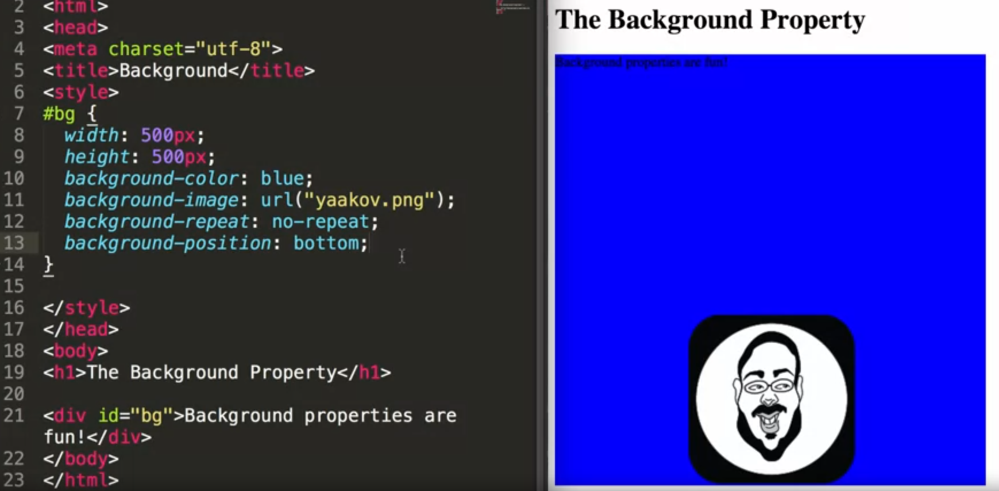 2 <html>
3 <head>
4 <meta charset="utf-8">
5 <title>Background</title>
6 <style>
7 #bg {
8 width: 500px;
9 height: 500px;
10 background-color: blue;
11 background-image: url("yaakov.png");
12 background-repeat: no-repeat;
13 background-position: bottom;
14 }
15
16 </style>
17 </head>
18 <body>
19 <h1>The Background Property</h1>
20
21 <div id="bg">Background properties are
fun!</div>
22 </body>
23 </html>
The Background Property
Background properties are fun!